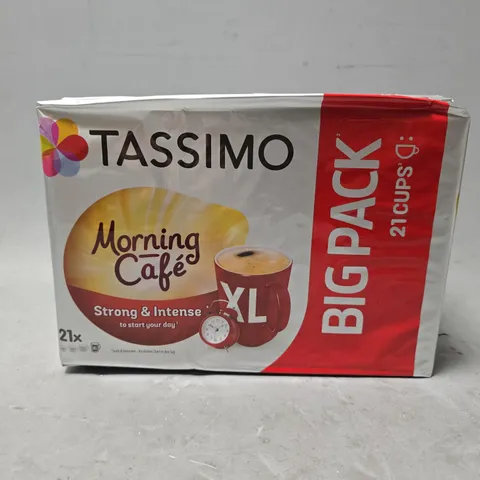 TASSIMO
Morning
Café
Strong & Intense
to start your day
XL
21x
BIG PACK
21 CUPS